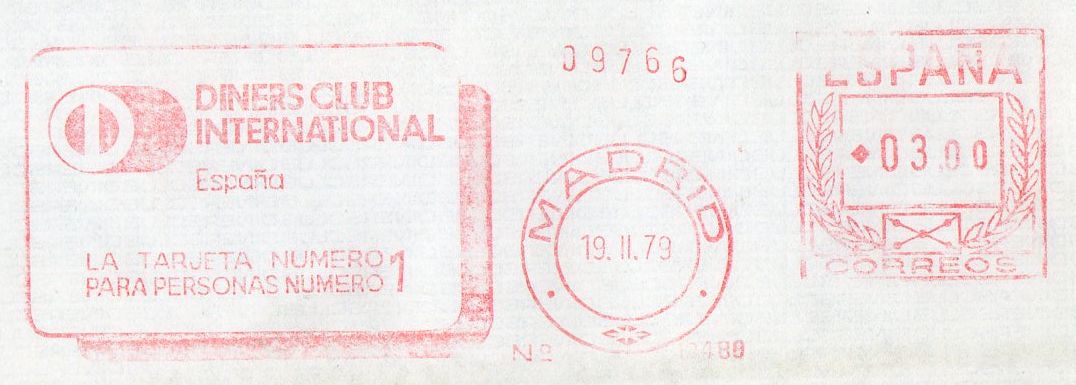 DINERS CLUB
INTERNATIONAL
España
LA TARJETA NUMERO
PARA PERSONAS NUMERO 1
09766
MADRID
19. II. 79
Nº
ESPAÑA
03.00
CORREOS